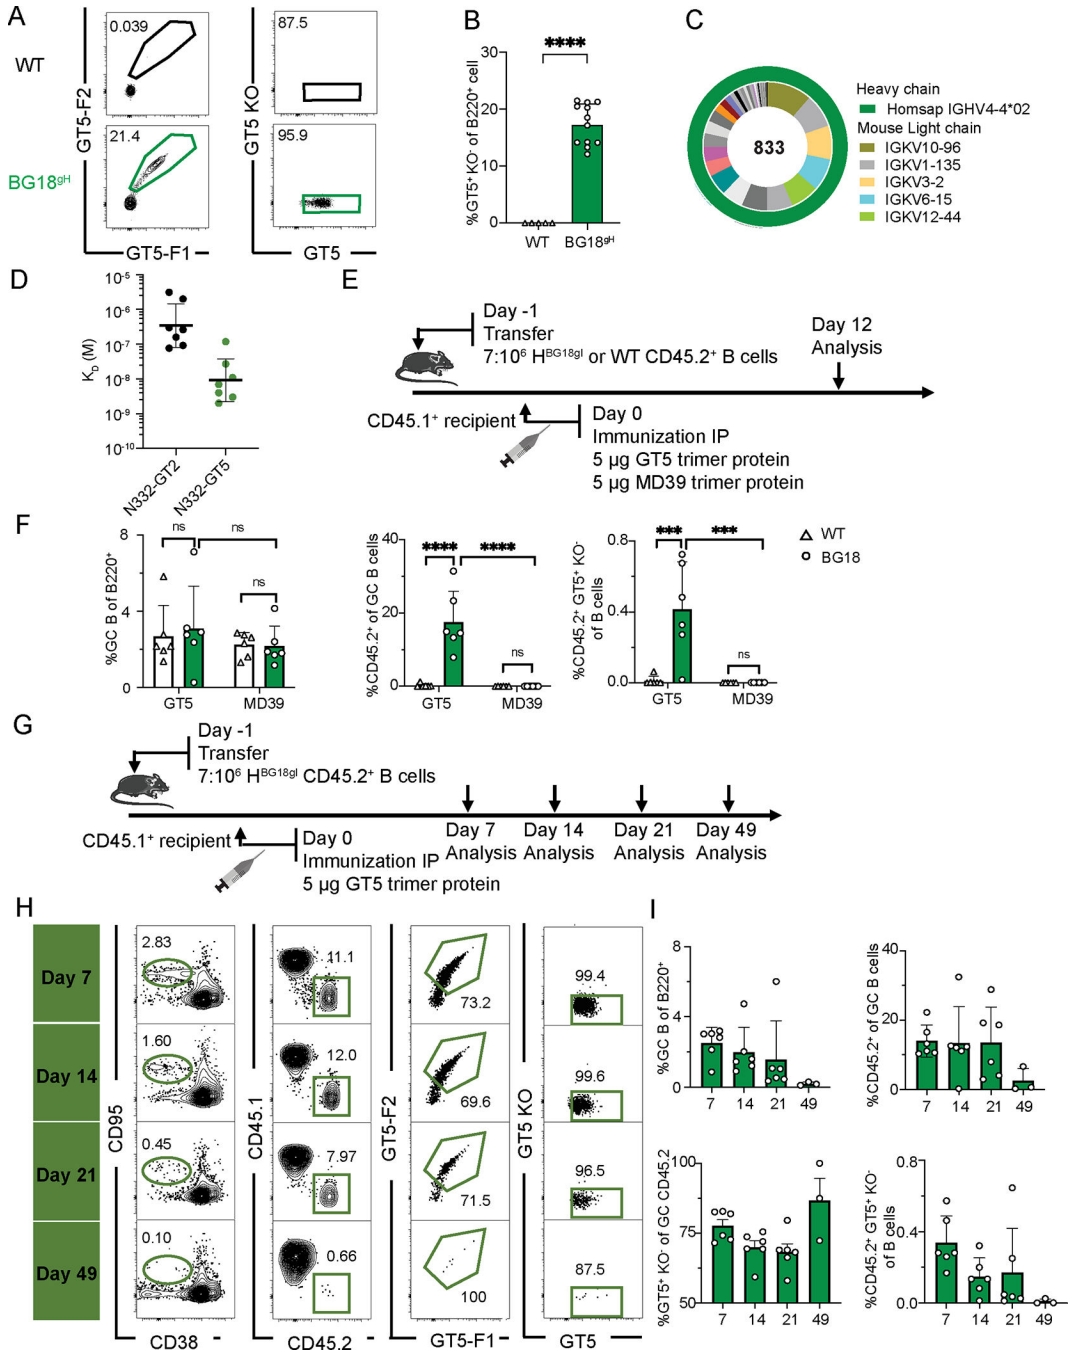 A
WT
BG18gH
GT5-F2
0.039
21.4
GT5-F1
GT5 KO
87.5
95.9
GT5
B
%GT5+ KO- of B220+ cell
30
20
10
0
****
WT
BG18gH
C
833
Heavy chain
Homsap IGHV4-4*02
Mouse Light chain
IGKV10-96
IGKV1-135
IGKV3-2
IGKV6-15
IGKV12-44
D
KD (M)
10-5
10-6
10-7
10-8
10-9
10-10
N332-GT2
N332-GT5
E
Day -1
Transfer
7:10⁶ HBG18gl or WT CD45.2+ B cells
Day 12
Analysis
CD45.1+ recipient
Day 0
Immunization IP
5 µg GT5 trimer protein
5 µg MD39 trimer protein
F
%GC B of B220+
8
4
0
ns
ns
ns
GT5
MD39
%CD45.2+ of GC B cells
40
20
0
****
****
ns
GT5
MD39
%CD45.2+ GT5+ KO-
of B cells
0.8
0.4
0.0
***
***
ns
GT5
MD39
WT
BG18
G
Day -1
Transfer
7:10⁶ HBG18gl CD45.2+ B cells
CD45.1+ recipient
Day 0
Immunization IP
5 µg GT5 trimer protein
Day 7
Analysis
Day 14
Analysis
Day 21
Analysis
Day 49
Analysis
H
Day 7
Day 14
Day 21
Day 49
CD95
2.83
1.60
0.45
0.10
CD38
CD45.1
11.1
12.0
7.97
0.66
CD45.2
GT5-F2
73.2
69.6
71.5
100
GT5-F1
GT5 KO
99.4
99.6
96.5
87.5
GT5
I
%GC B of B220+
8
4
0
7
14
21
49
%CD45.2+ of GC B cells
40
20
0
7
14
21
49
%GT5+ KO- of GC CD45.2
100
75
50
7
14
21
49
%CD45.2+ GT5+ KO-
of B cells
0.8
0.4
0.0
7
14
21
49